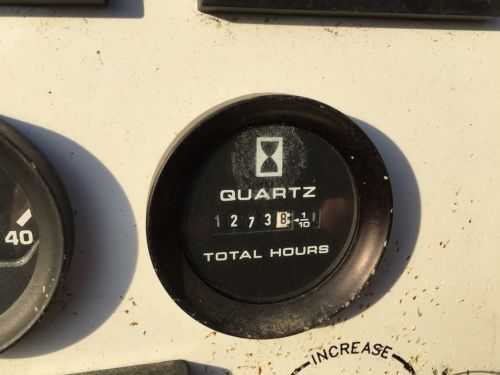 QUARTZ
12738 1/10
TOTAL HOURS
40
INCREASE